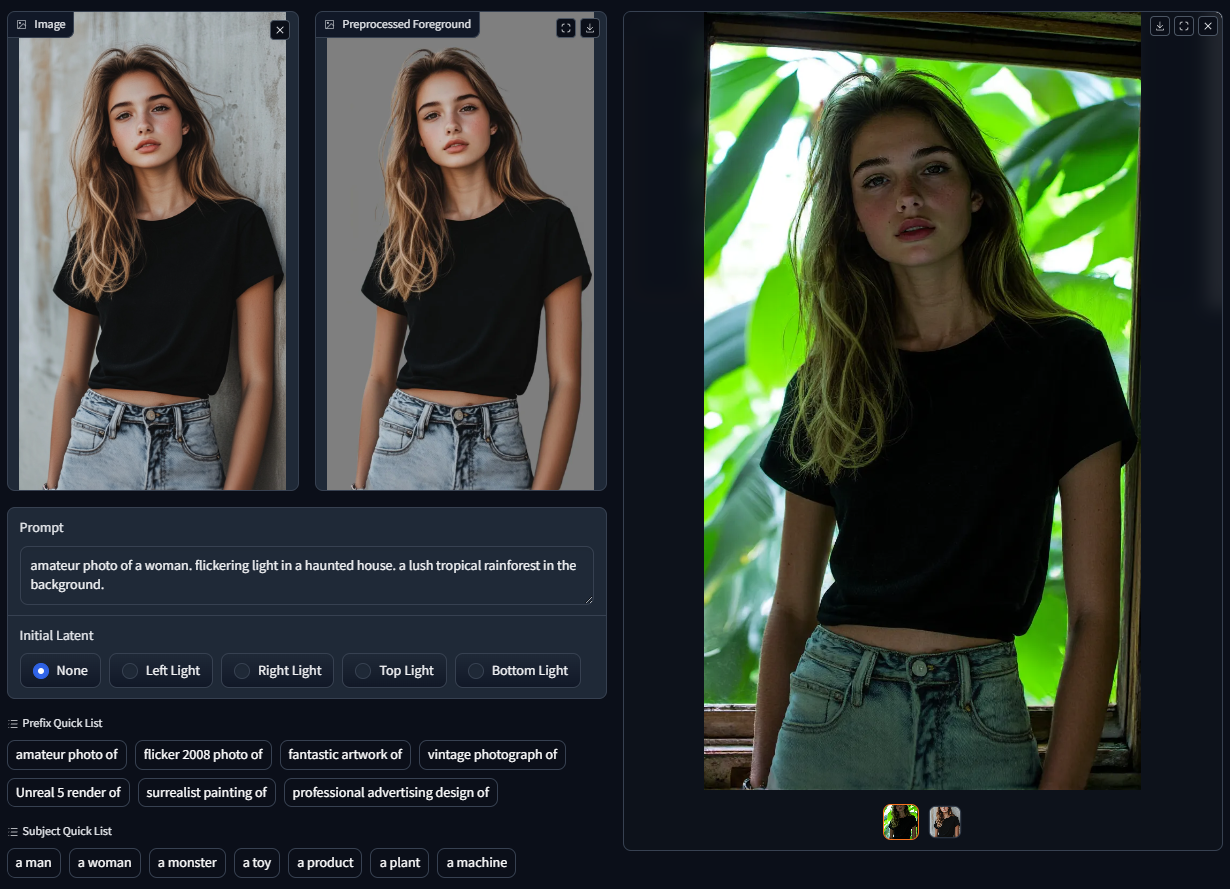 Image
Preprocessed Foreground
Prompt
amateur photo of a woman. flickering light in a haunted house. a lush tropical rainforest in the
background.
Initial Latent
None Left Light Right Light Top Light Bottom Light
Prefix Quick List
amateur photo of flicker 2008 photo of fantastic artwork of vintage photograph of
Unreal 5 render of surrealist painting of professional advertising design of
Subject Quick List
a man a woman a monster a toy a product a plant a machine